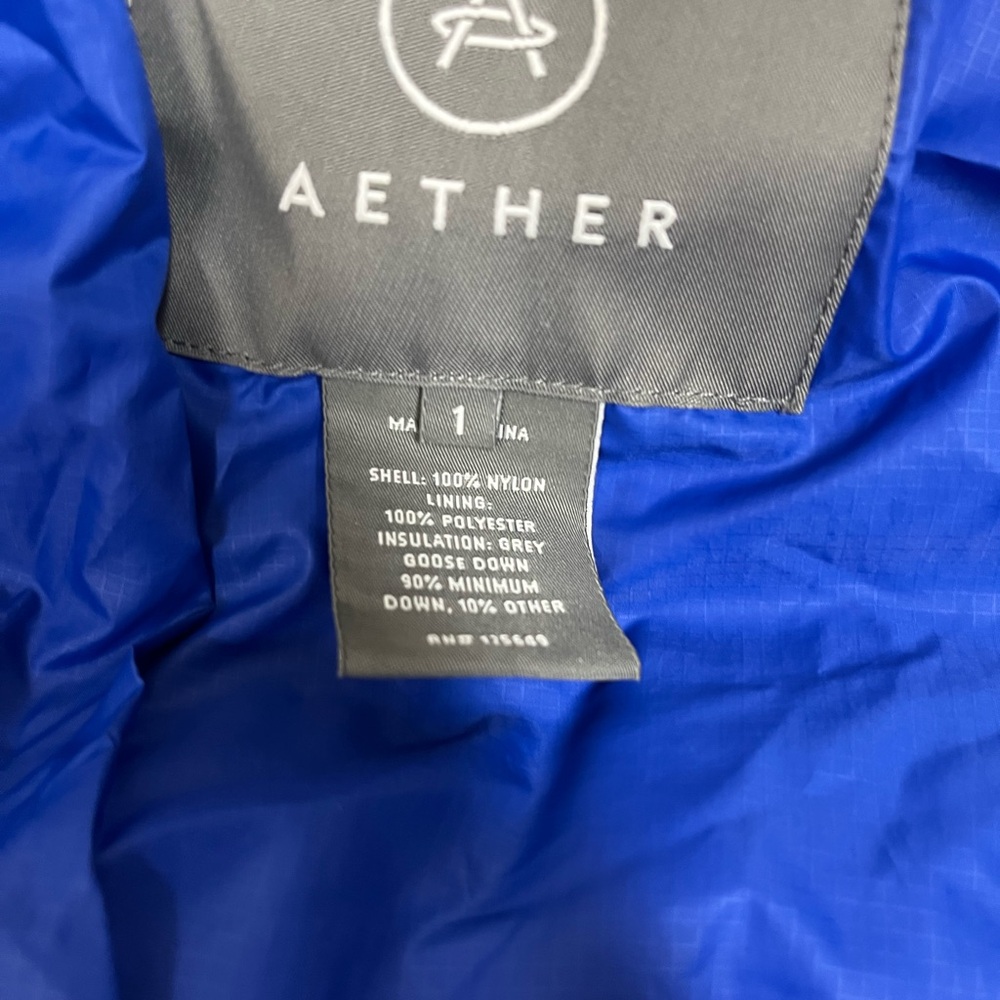 AETHER
1
MA INA
SHELL: 100% NYLON
LINING:
100% POLYESTER
INSULATION: GREY
GOOSE DOWN
90% MINIMUM
DOWN, 10% OTHER
RN#